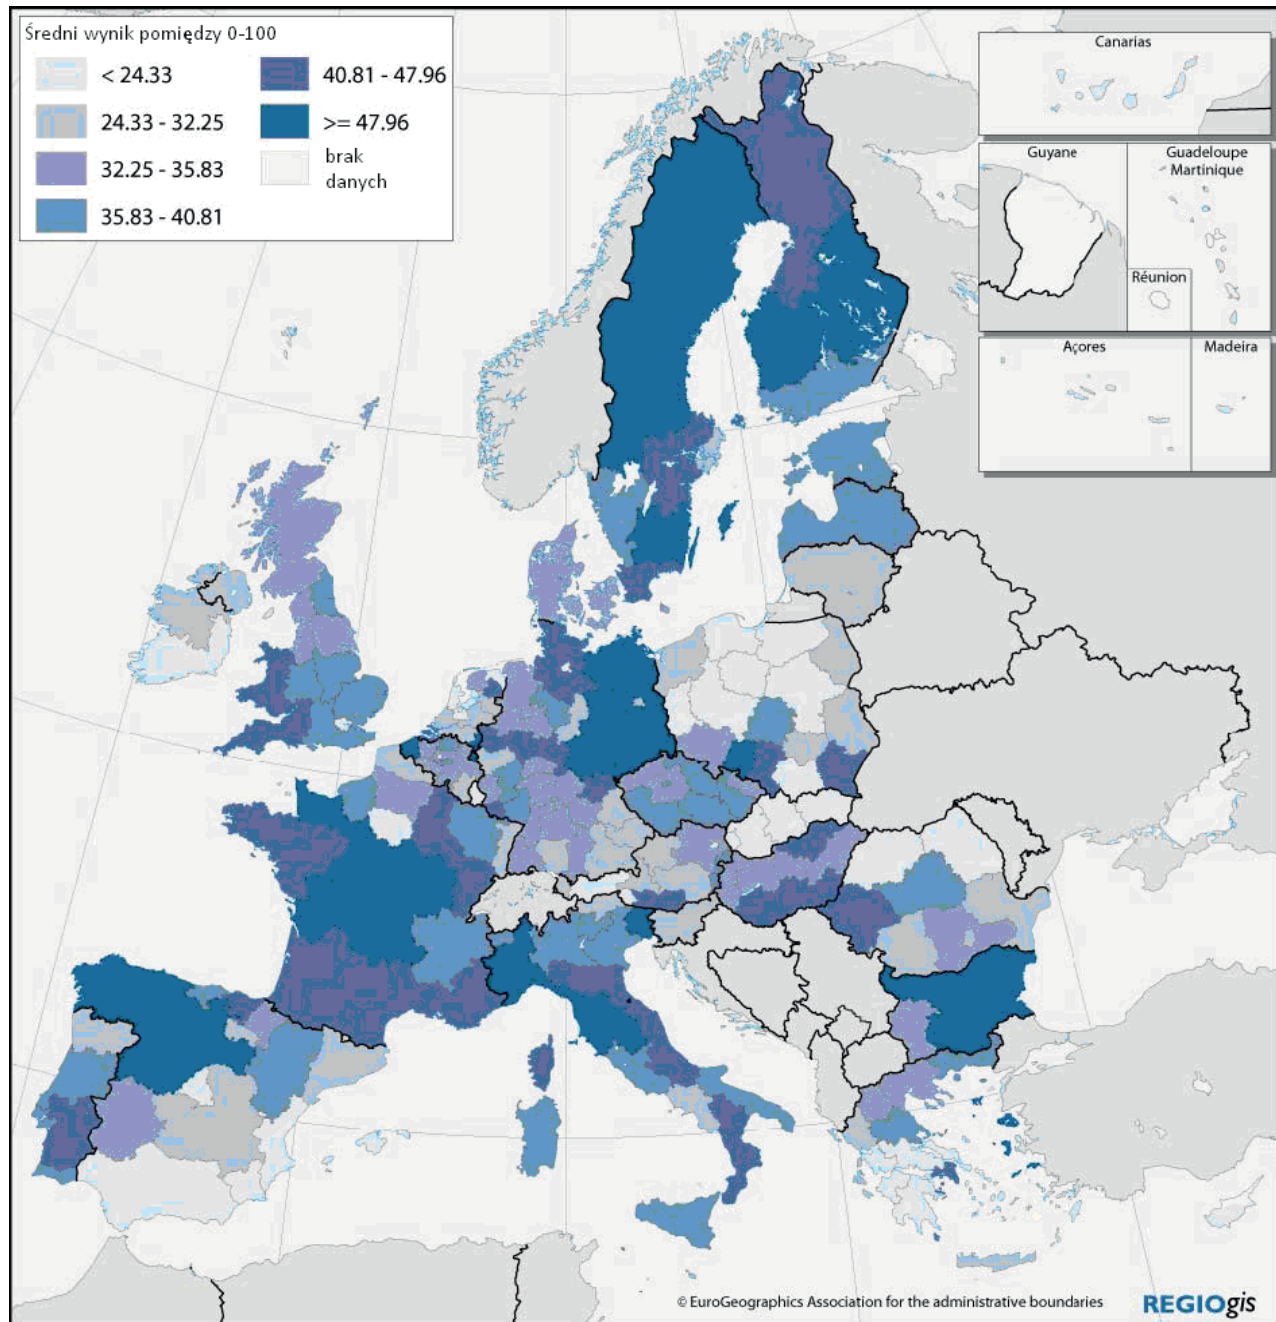 Średni wynik pomiędzy 0-100
< 24.33
24.33 - 32.25
32.25 - 35.83
35.83 - 40.81
40.81 - 47.96
>= 47.96
brak
danych
Canarias
Guyane
Guadeloupe
Martinique
Réunion
Açores
Madeira
© EuroGeographics Association for the administrative boundaries
REGIOgis